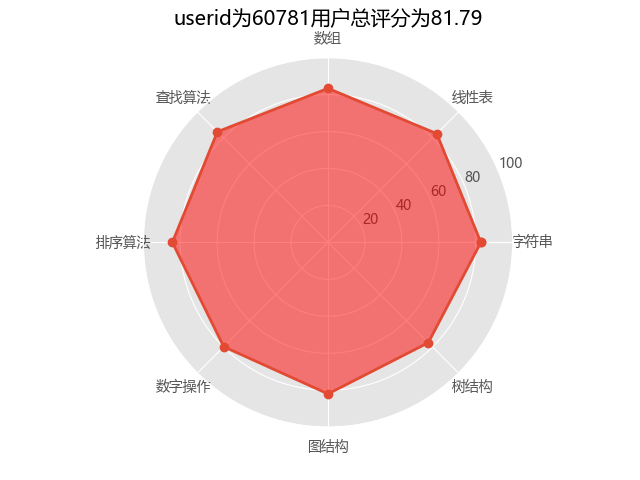 userid为60781用户总评分为81.79
数组
查找算法
线性表
100
80
60
40
20
排序算法
字符串
数字操作
树结构
图结构